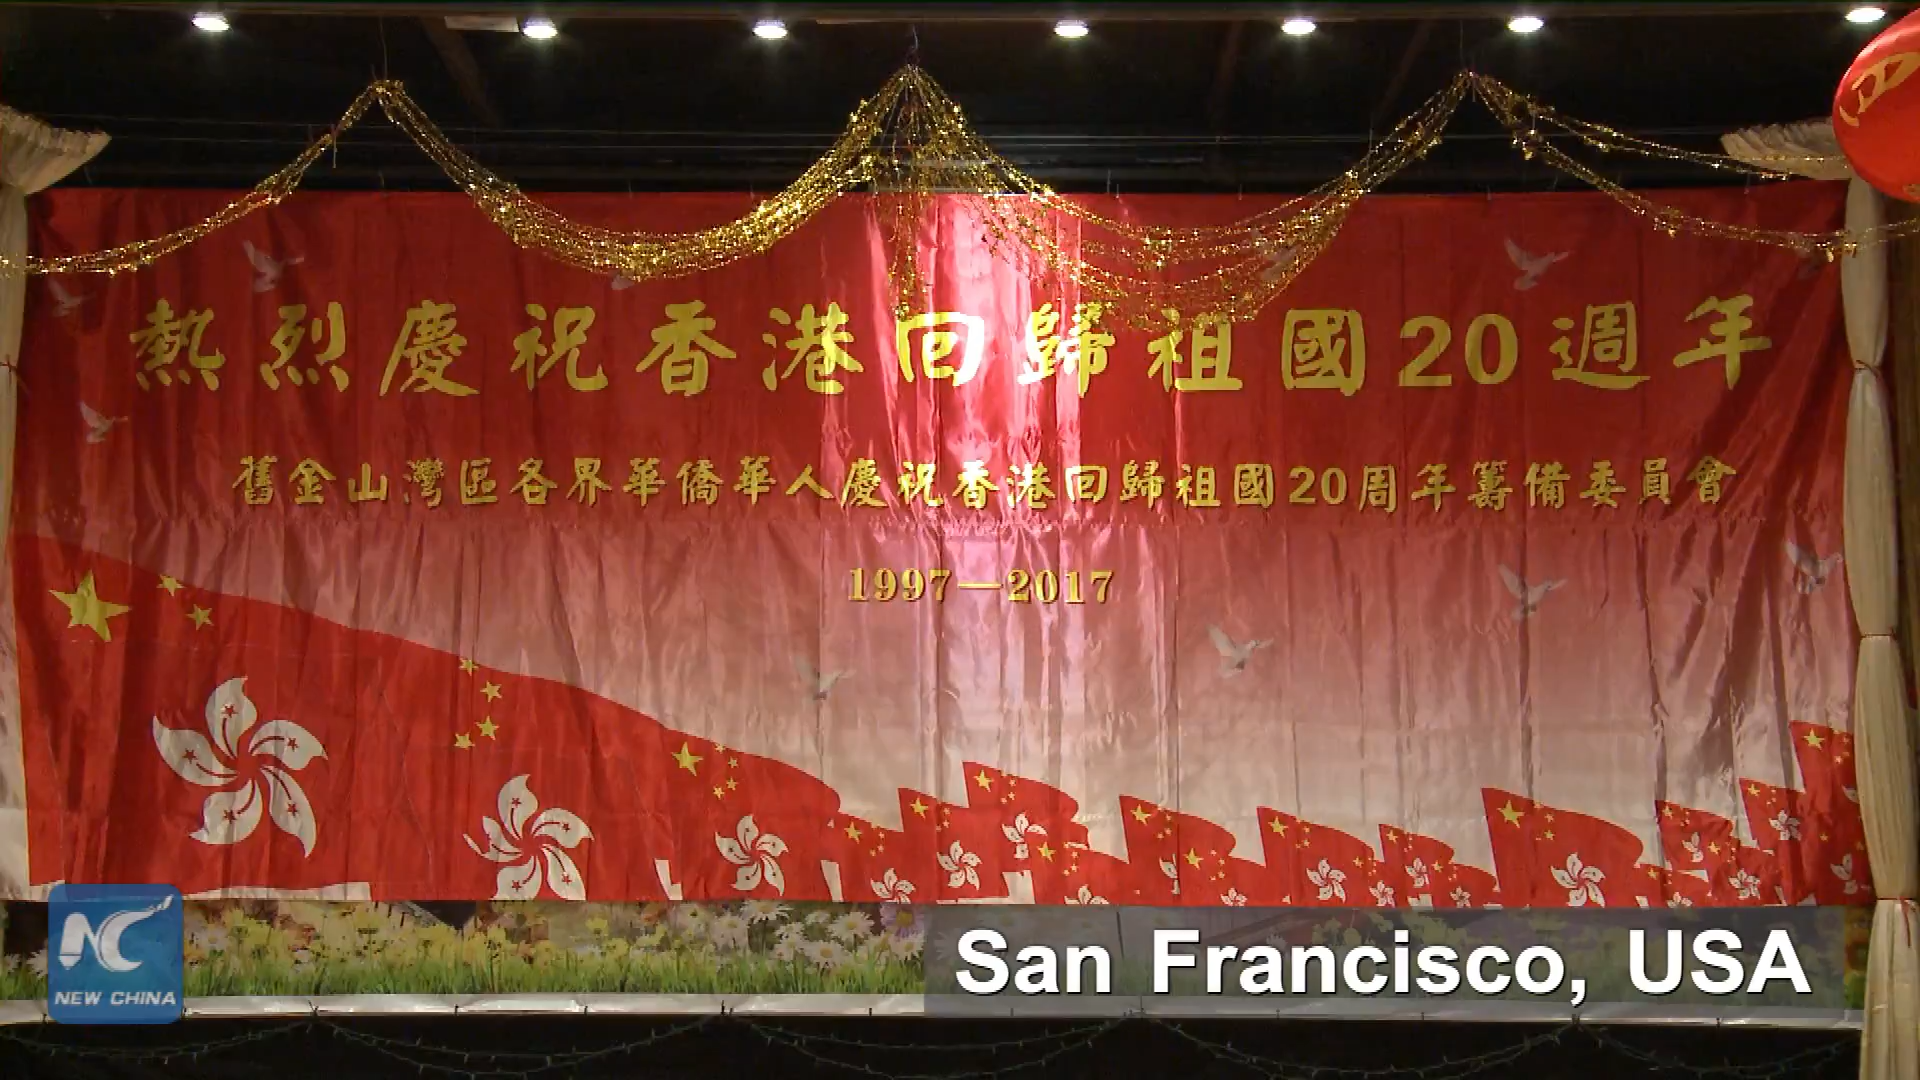 熱烈慶祝香港回歸祖國20週年
舊金山灣區各界華僑華人慶祝香港回歸祖國20周年籌備委員會
1997—2017
NC
NEW CHINA
San Francisco, USA